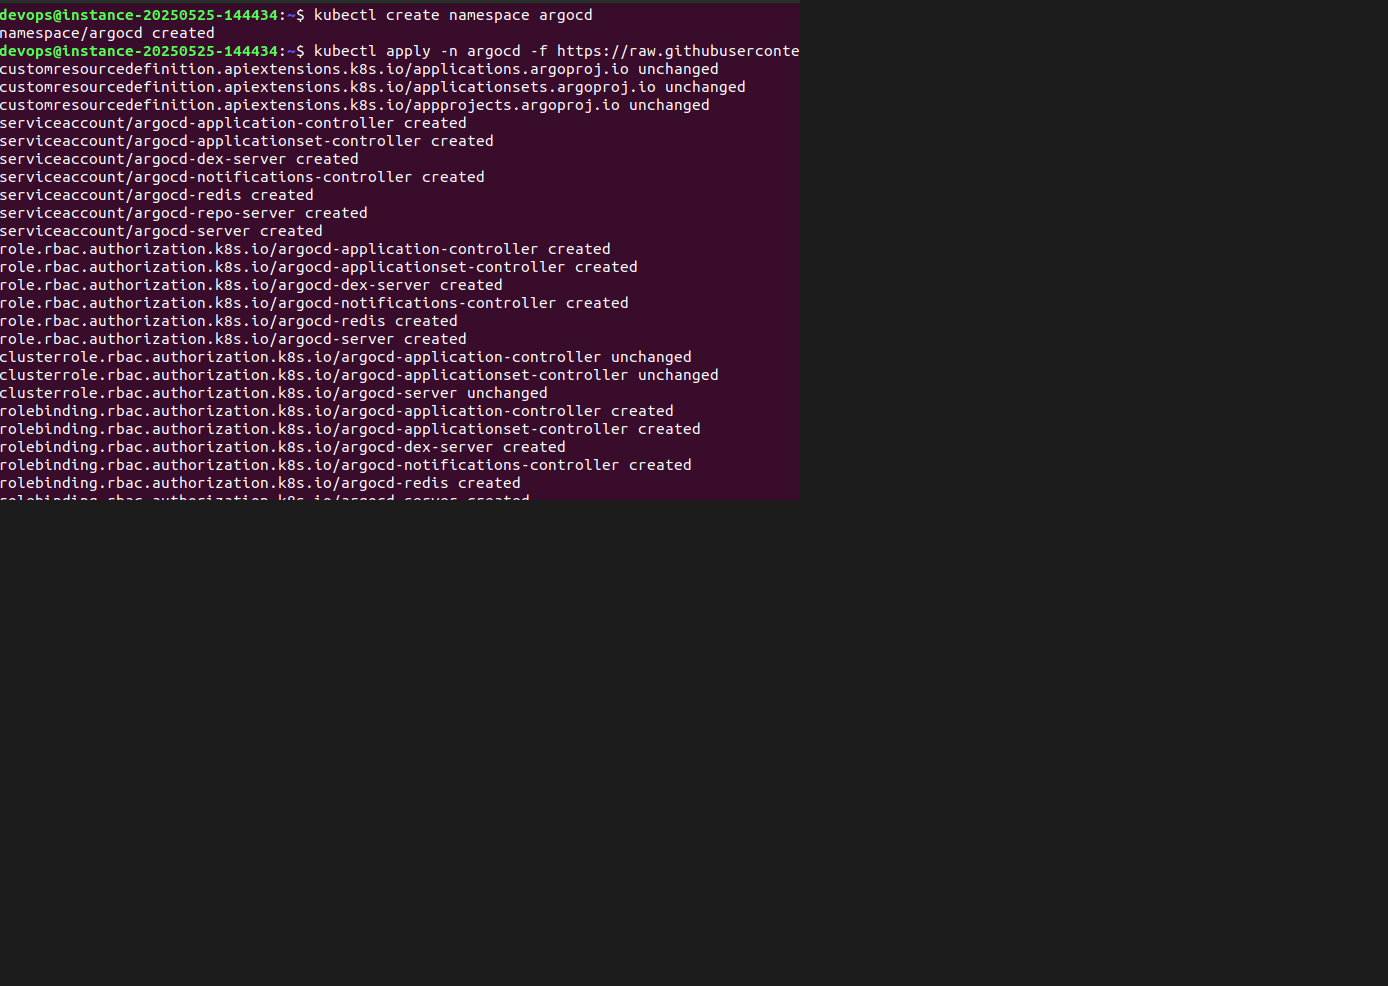 devops@instance-20250525-144434:~$ kubectl create namespace argocd
namespace/argocd created
devops@instance-20250525-144434:~$ kubectl apply -n argocd -f https://raw.githubuserconte
customresourcedefinition.apiextensions.k8s.io/applications.argoproj.io unchanged
customresourcedefinition.apiextensions.k8s.io/applicationsets.argoproj.io unchanged
customresourcedefinition.apiextensions.k8s.io/appprojects.argoproj.io unchanged
serviceaccount/argocd-application-controller created
serviceaccount/argocd-applicationset-controller created
serviceaccount/argocd-dex-server created
serviceaccount/argocd-notifications-controller created
serviceaccount/argocd-redis created
serviceaccount/argocd-repo-server created
serviceaccount/argocd-server created
role.rbac.authorization.k8s.io/argocd-application-controller created
role.rbac.authorization.k8s.io/argocd-applicationset-controller created
role.rbac.authorization.k8s.io/argocd-dex-server created
role.rbac.authorization.k8s.io/argocd-notifications-controller created
role.rbac.authorization.k8s.io/argocd-redis created
role.rbac.authorization.k8s.io/argocd-server created
clusterrole.rbac.authorization.k8s.io/argocd-application-controller unchanged
clusterrole.rbac.authorization.k8s.io/argocd-applicationset-controller unchanged
clusterrole.rbac.authorization.k8s.io/argocd-server unchanged
rolebinding.rbac.authorization.k8s.io/argocd-application-controller created
rolebinding.rbac.authorization.k8s.io/argocd-applicationset-controller created
rolebinding.rbac.authorization.k8s.io/argocd-dex-server created
rolebinding.rbac.authorization.k8s.io/argocd-notifications-controller created
rolebinding.rbac.authorization.k8s.io/argocd-redis created
rolebinding.rbac.authorization.k8s.io/argocd-server created